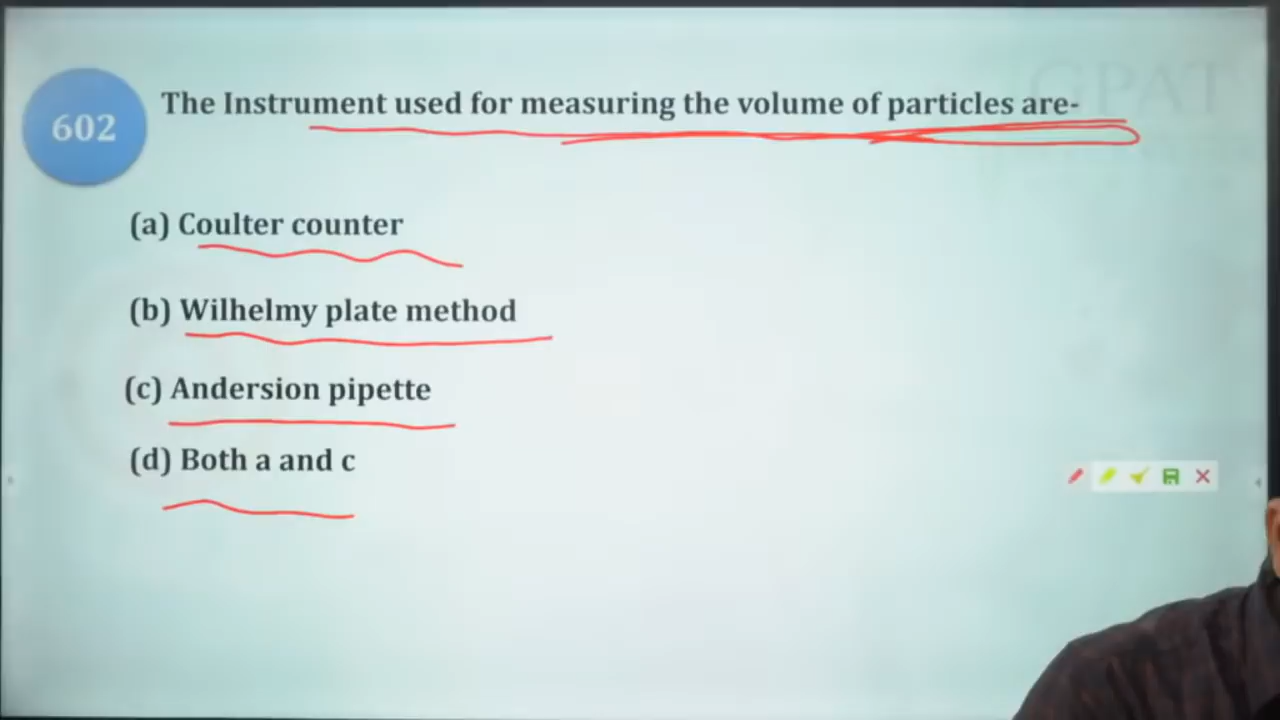 GPAT
602
The Instrument used for measuring the volume of particles are-
(a) Coulter counter
(b) Wilhelmy plate method
(c) Andersion pipette
(d) Both a and c